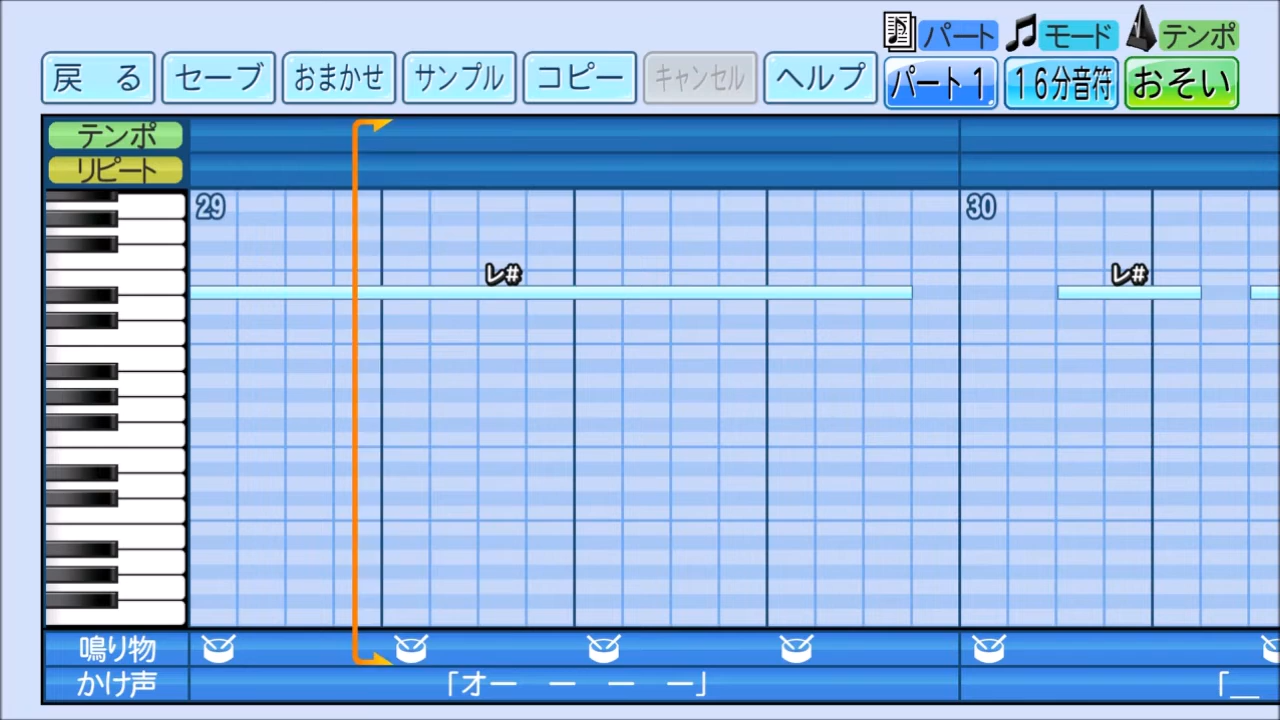 パート モード テンポ
戻 る セーブ おまかせ サンプル コピー キャンセル ヘルプ パート1 16分音符 おそい
テンポ
リピート
29 30
レ# レ#
鳴り物
かけ声 「オー ー ー ー」 「＿